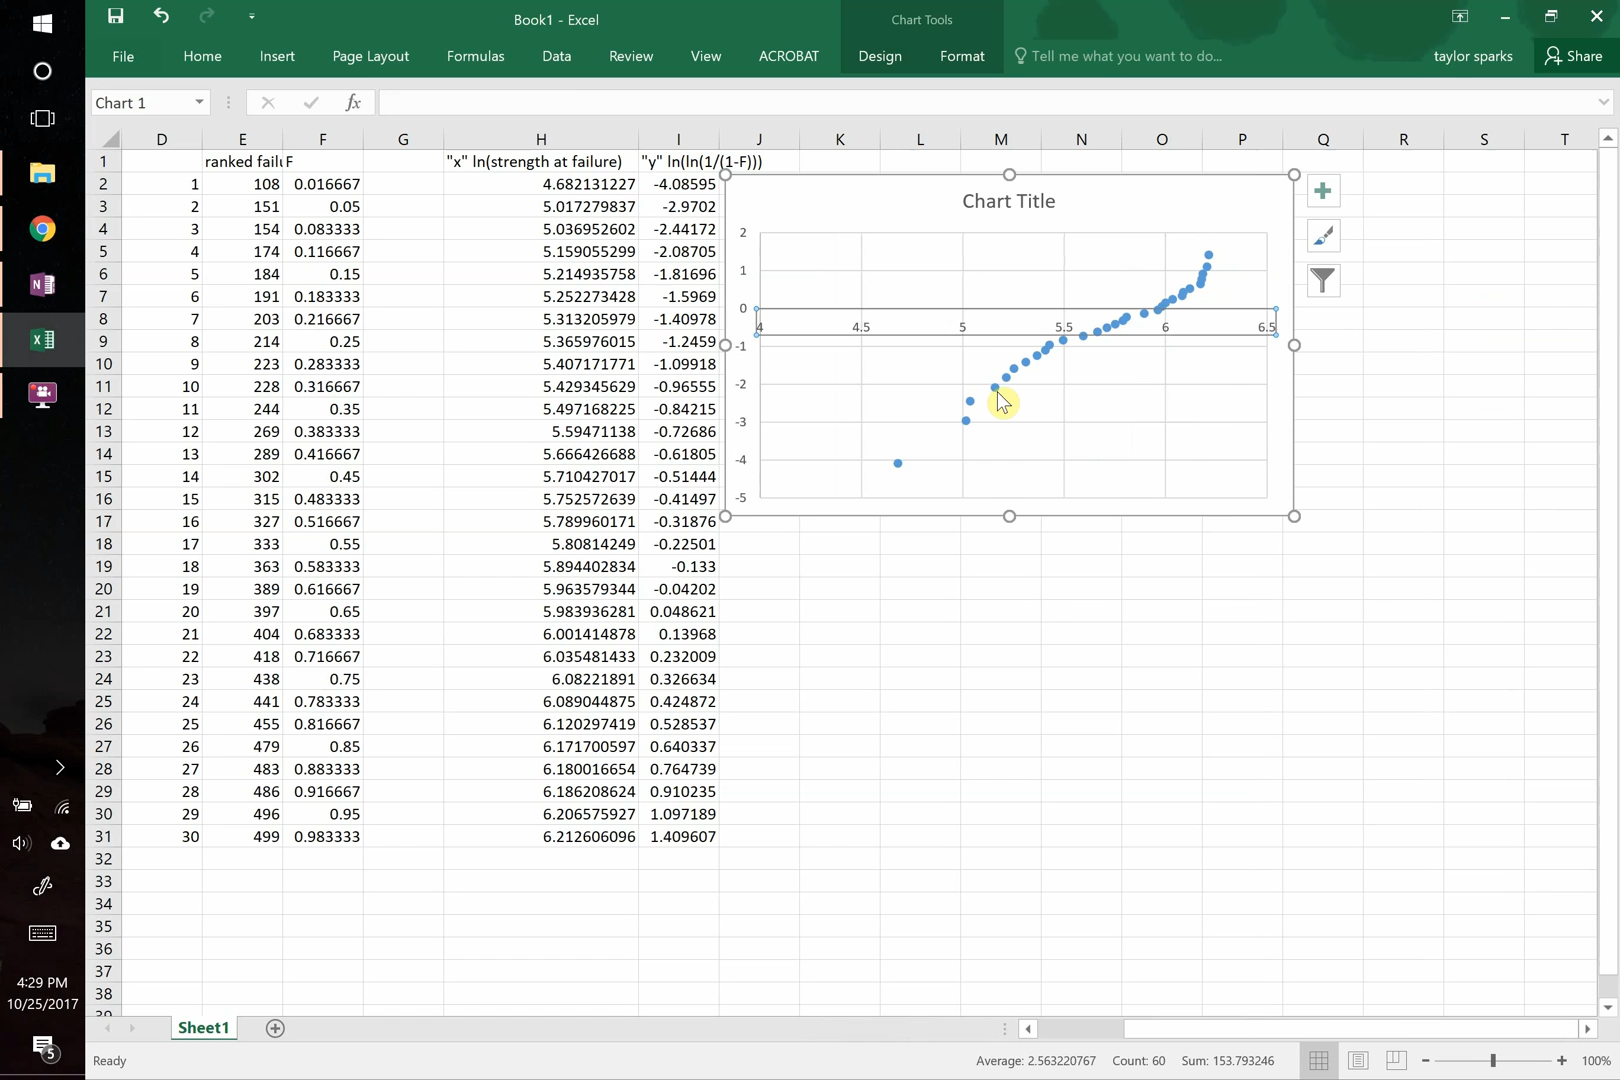 Book1 - Excel
Chart Tools
File Home Insert Page Layout Formulas Data Review View ACROBAT Design Format Tell me what you want to do... taylor sparks Share
Chart 1 fx
D E F G H I J K L M N O P Q R S T
1 ranked failu F "x" ln(strength at failure) "y" ln(ln(1/(1-F)))
2 1 108 0.016667 4.682131227 -4.08595
3 2 151 0.05 5.017279837 -2.9702
4 3 154 0.083333 5.036952602 -2.44172
5 4 174 0.116667 5.159055299 -2.08705
6 5 184 0.15 5.214935758 -1.81696
7 6 191 0.183333 5.252273428 -1.5969
8 7 203 0.216667 5.313205979 -1.40978
9 8 214 0.25 5.365976015 -1.2459
10 9 223 0.283333 5.407171771 -1.09918
11 10 228 0.316667 5.429345629 -0.96555
12 11 244 0.35 5.497168225 -0.84215
13 12 269 0.383333 5.59471138 -0.72686
14 13 289 0.416667 5.666426688 -0.61805
15 14 302 0.45 5.710427017 -0.51444
16 15 315 0.483333 5.752572639 -0.41497
17 16 327 0.516667 5.789960171 -0.31876
18 17 333 0.55 5.80814249 -0.22501
19 18 363 0.583333 5.894402834 -0.133
20 19 389 0.616667 5.963579344 -0.04202
21 20 397 0.65 5.983936281 0.048621
22 21 404 0.683333 6.001414878 0.13968
23 22 418 0.716667 6.035481433 0.232009
24 23 438 0.75 6.08221891 0.326634
25 24 441 0.783333 6.089044875 0.424872
26 25 455 0.816667 6.120297419 0.528537
27 26 479 0.85 6.171700597 0.640337
28 27 483 0.883333 6.180016654 0.764739
29 28 486 0.916667 6.186208624 0.910235
30 29 496 0.95 6.206575927 1.097189
31 30 499 0.983333 6.212606096 1.409607
32
33
34
35
36
37
38
39
Chart Title
2
1
0
4 4.5 5 5.5 6 6.5
-1
-2
-3
-4
-5
N
X
4:29 PM
10/25/2017
5
Sheet1
Ready Average: 2.563220767 Count: 60 Sum: 153.793246 100%